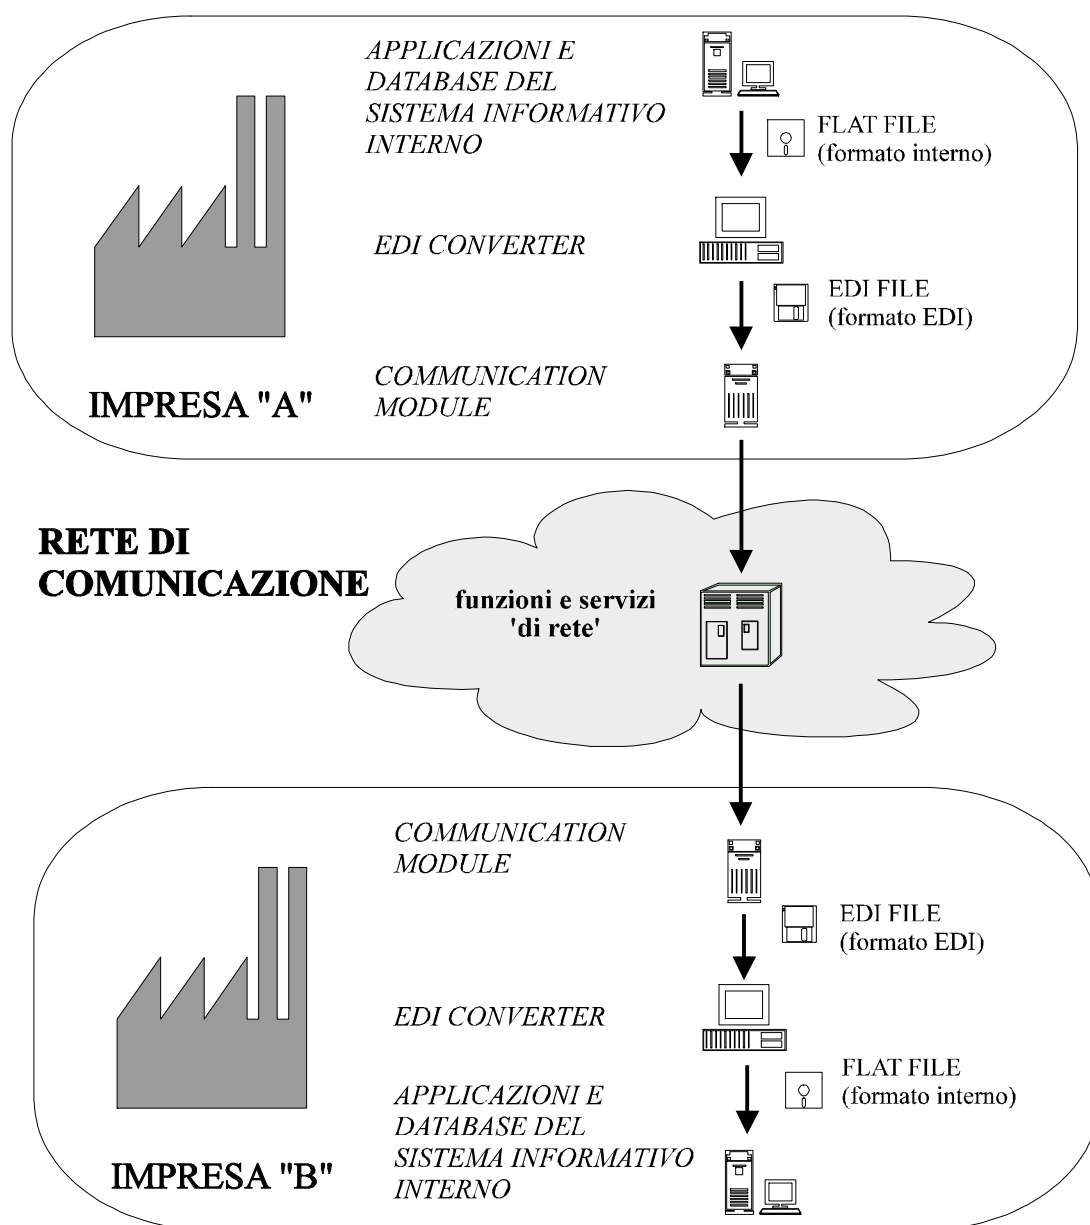 APPLICAZIONI E
DATABASE DEL
SISTEMA INFORMATIVO
INTERNO
FLAT FILE
(formato interno)
EDI CONVERTER
EDI FILE
(formato EDI)
COMMUNICATION
MODULE
IMPRESA "A"
RETE DI
COMUNICAZIONE
funzioni e servizi
'di rete'
COMMUNICATION
MODULE
EDI FILE
(formato EDI)
EDI CONVERTER
FLAT FILE
(formato interno)
APPLICAZIONI E
DATABASE DEL
SISTEMA INFORMATIVO
INTERNO
IMPRESA "B"